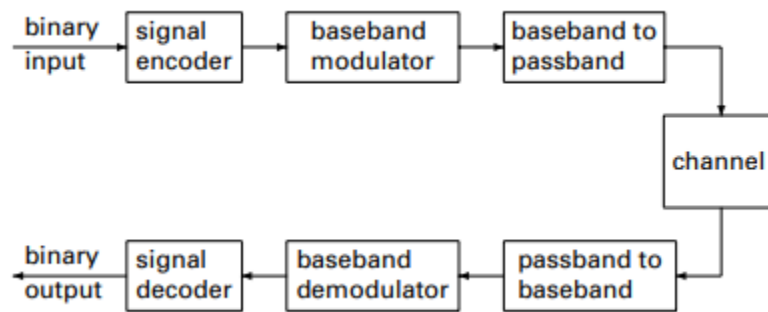 binary
input
signal
encoder
baseband
modulator
baseband to
passband
channel
binary
output
signal
decoder
baseband
demodulator
passband to
baseband